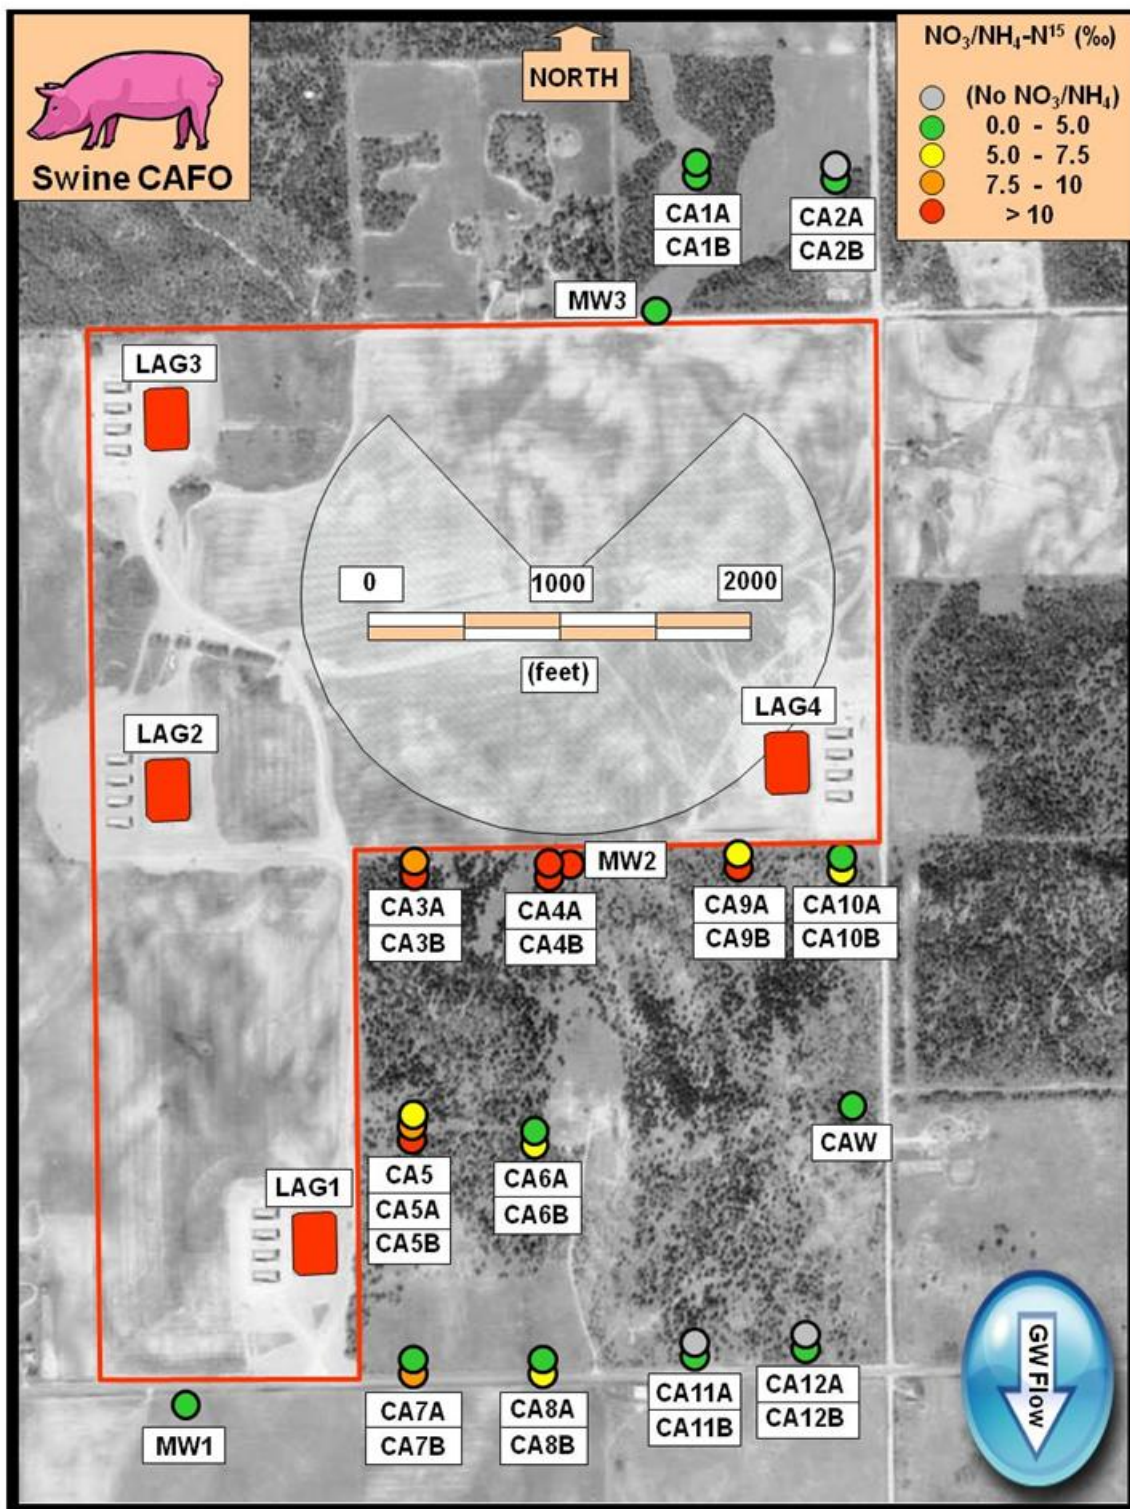 Swine CAFO
NORTH
NO₃/NH₄-N¹⁵ (‰)
(No NO₃/NH₄)
0.0 - 5.0
5.0 - 7.5
7.5 - 10
> 10
CA1A
CA1B
CA2A
CA2B
MW3
LAG3
0
1000
2000
(feet)
LAG2
LAG4
MW2
CA3A
CA3B
CA4A
CA4B
CA9A
CA9B
CA10A
CA10B
CAW
CA5
CA5A
CA5B
CA6A
CA6B
LAG1
GW Flow
CA7A
CA7B
CA8A
CA8B
CA11A
CA11B
CA12A
CA12B
MW1